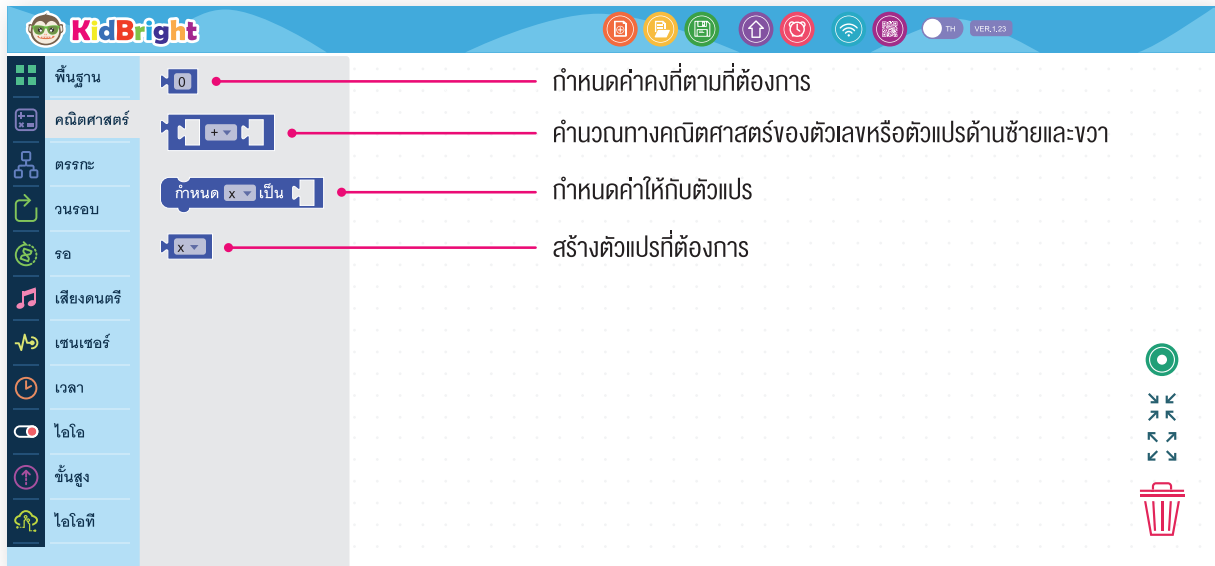 KidBright
TH
VER.1.23
พื้นฐาน
คณิตศาสตร์
ตรรกะ
วนรอบ
รอ
เสียงดนตรี
เซนเซอร์
เวลา
ไอโอ
ขั้นสูง
ไอโอที
0
กำหนดค่าคงที่ตามที่ต้องการ
+
คำนวณทางคณิตศาสตร์ของตัวเลขหรือตัวแปรด้านซ้ายและขวา
กำหนด x เป็น
กำหนดค่าให้กับตัวแปร
x
สร้างตัวแปรที่ต้องการ